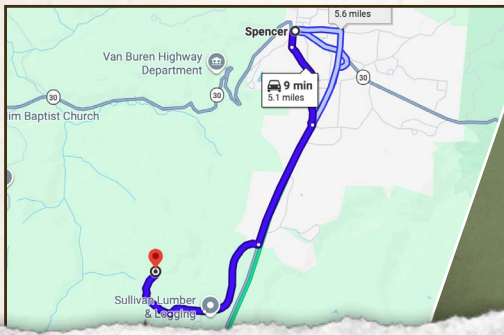 5.6 miles
Spencer
Van Buren Highway
Department
30
9 min
5.1 miles
30
30
im Baptist Church
30
Sullivan Lumber
& Logging